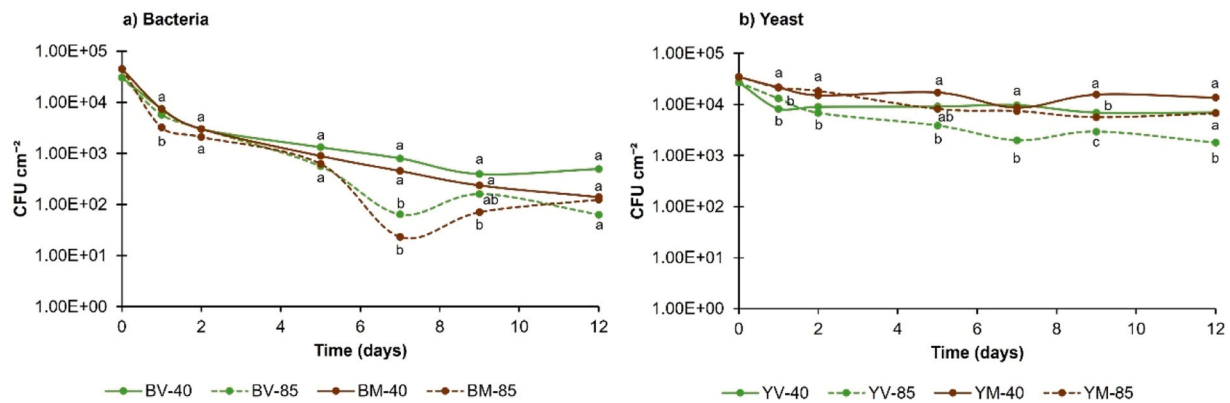 a) Bacteria
CFU cm⁻²
1.00E+05
1.00E+04
1.00E+03
1.00E+02
1.00E+01
1.00E+00
a
b
a
a
a
a
a
a
b
b
a
a
ab
b
a
a
a
0 2 4 6 8 10 12
Time (days)
BV-40 BV-85 BM-40 BM-85
b) Yeast
CFU cm⁻²
1.00E+05
1.00E+04
1.00E+03
1.00E+02
1.00E+01
1.00E+00
a
b
b
a
b
a
ab
b
a
b
a
b
c
a
a
b
0 2 4 6 8 10 12
Time (days)
YV-40 YV-85 YM-40 YM-85